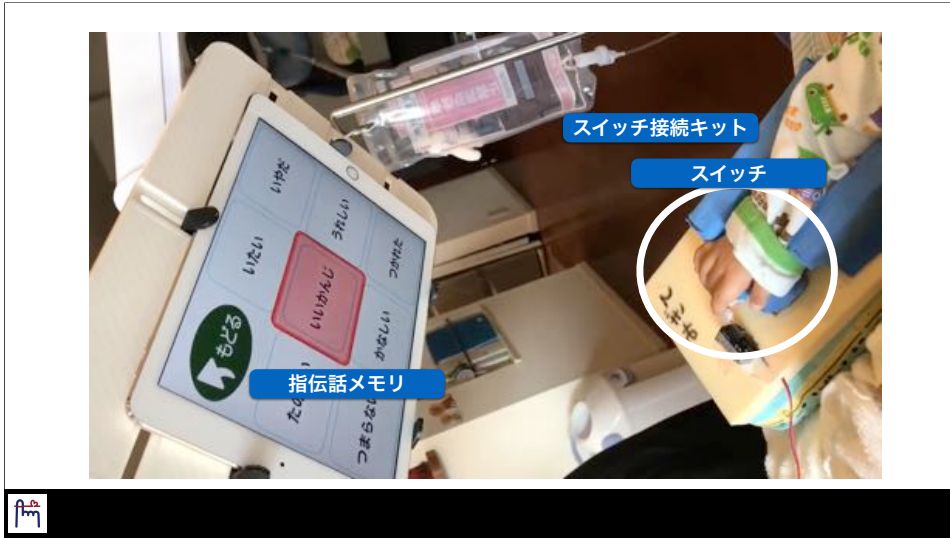 スイッチ接続キット
スイッチ
いやだ
うれしい
つかれた
いたい
いいかんじ
かなしい
もどる
つまらない
指伝話メモリ